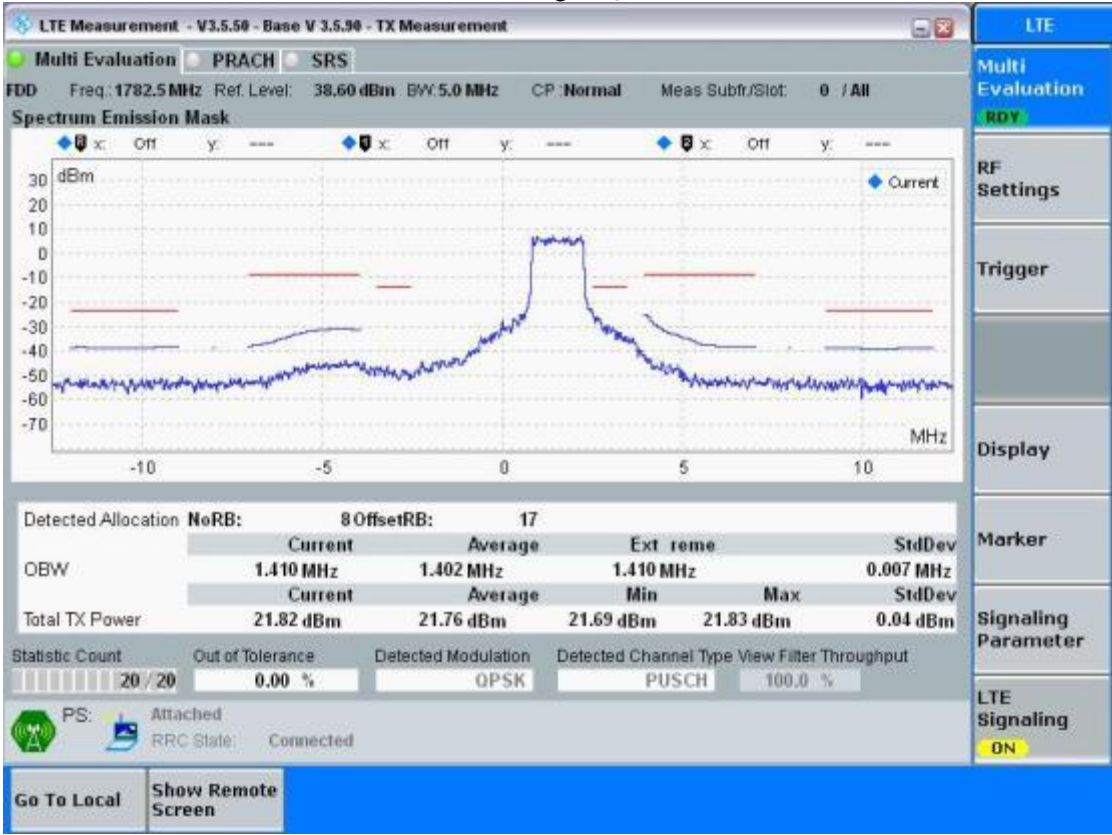 LTE Measurement - V3.5.50 - Base V 3.5.90 - TX Measurement
LTE
Multi Evaluation PRACH SRS
Multi Evaluation
RDY
FDD Freq.: 1782.5 MHz Ref. Level: 38.60 dBm BW: 5.0 MHz CP : Normal Meas Subfr./Slot: 0 / All
Spectrum Emission Mask
x: Off y: --- x: Off y: --- x: Off y: ---
dBm
Current
30
20
10
0
-10
-20
-30
-40
-50
-60
-70
MHz
-10 -5 0 5 10
RF Settings
Trigger
Display
Marker
Signaling Parameter
LTE Signaling
ON
Detected Allocation NoRB: 8 OffsetRB: 17
Current Average Ext reme StdDev
OBW 1.410 MHz 1.402 MHz 1.410 MHz 0.007 MHz
Current Average Min Max StdDev
Total TX Power 21.82 dBm 21.76 dBm 21.69 dBm 21.83 dBm 0.04 dBm
Statistic Count Out of Tolerance Detected Modulation Detected Channel Type View Filter Throughput
20 / 20 0.00 % QPSK PUSCH 100.0 %
PS: Attached
RRC State: Connected
Go To Local Show Remote Screen